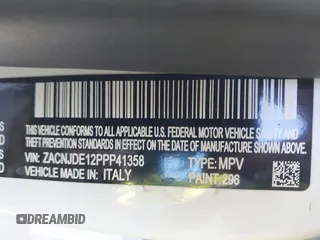 THIS VEHICLE CONFORMS TO ALL APPLICABLE U.S. FEDERAL MOTOR VEHICLE SAFETY AND
THEFT PREVENTION STANDARDS IN EFFECT ON THE DATE OF MANUFACTURE SHOWN ABOVE.
VIN: ZACNJDE12PPP41358 TYPE: MPV
VEHICLE MADE IN: ITALY PAINT: 296
DEALERSHIP